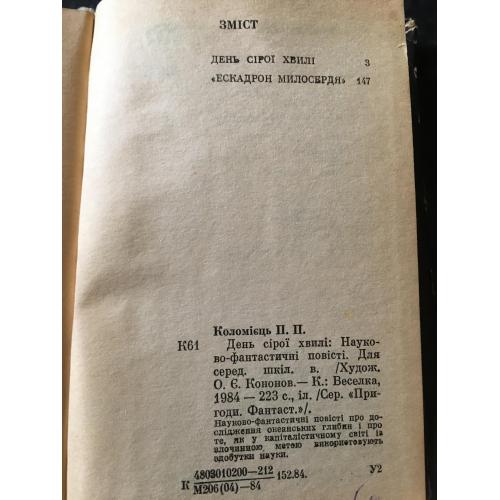 ЗМІСТ
ДЕНЬ СІРОЇ ХВИЛІ 3
«ЕСКАДРОН МИЛОСЕРДЯ» 147
Коломієць П. П.
К61 День сірої хвилі: Науко-
во-фантастичні повісті. Для
серед. шкіл. в. /Худож.
О. Є. Кононов.— К.: Веселка,
1984 — 223 с., іл. /Сер. «При-
годи. Фантаст.»/.
Науково-фантастичні повісті про до-
слідження океанських глибин і про
те, як у капіталістичному світі із
злочинною метою використовують
здобутки науки.
К 4803010200—212 152.84. У2
М206(04)—84